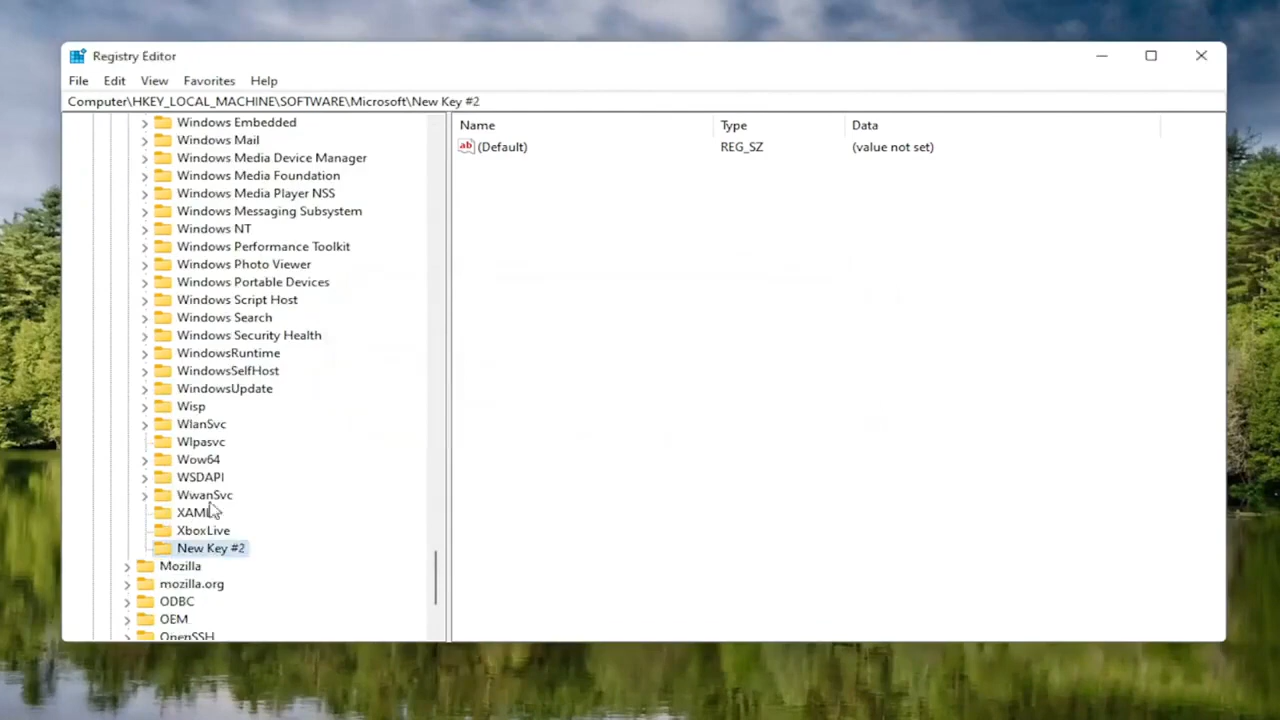 Registry Editor
File Edit View Favorites Help
Computer\HKEY_LOCAL_MACHINE\SOFTWARE\Microsoft\New Key #2
Windows Embedded
Windows Mail
Windows Media Device Manager
Windows Media Foundation
Windows Media Player NSS
Windows Messaging Subsystem
Windows NT
Windows Performance Toolkit
Windows Photo Viewer
Windows Portable Devices
Windows Script Host
Windows Search
Windows Security Health
WindowsRuntime
WindowsSelfHost
WindowsUpdate
Wisp
WlanSvc
Wlpasvc
Wow64
WSDAPI
WwanSvc
XAML
XboxLive
New Key #2
Mozilla
mozilla.org
ODBC
OEM
OpenSSH
Name Type Data
ab (Default) REG_SZ (value not set)